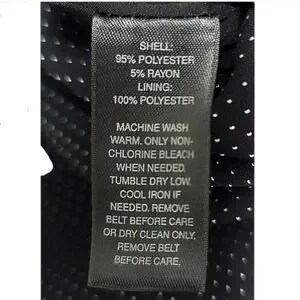 SHELL:
95% POLYESTER
5% RAYON
LINING:
100% POLYESTER
MACHINE WASH
WARM. ONLY NON-
CHLORINE BLEACH
WHEN NEEDED.
TUMBLE DRY LOW.
COOL IRON IF
NEEDED. REMOVE
BELT BEFORE CARE
OR DRY CLEAN ONLY.
REMOVE BELT
BEFORE CARE.